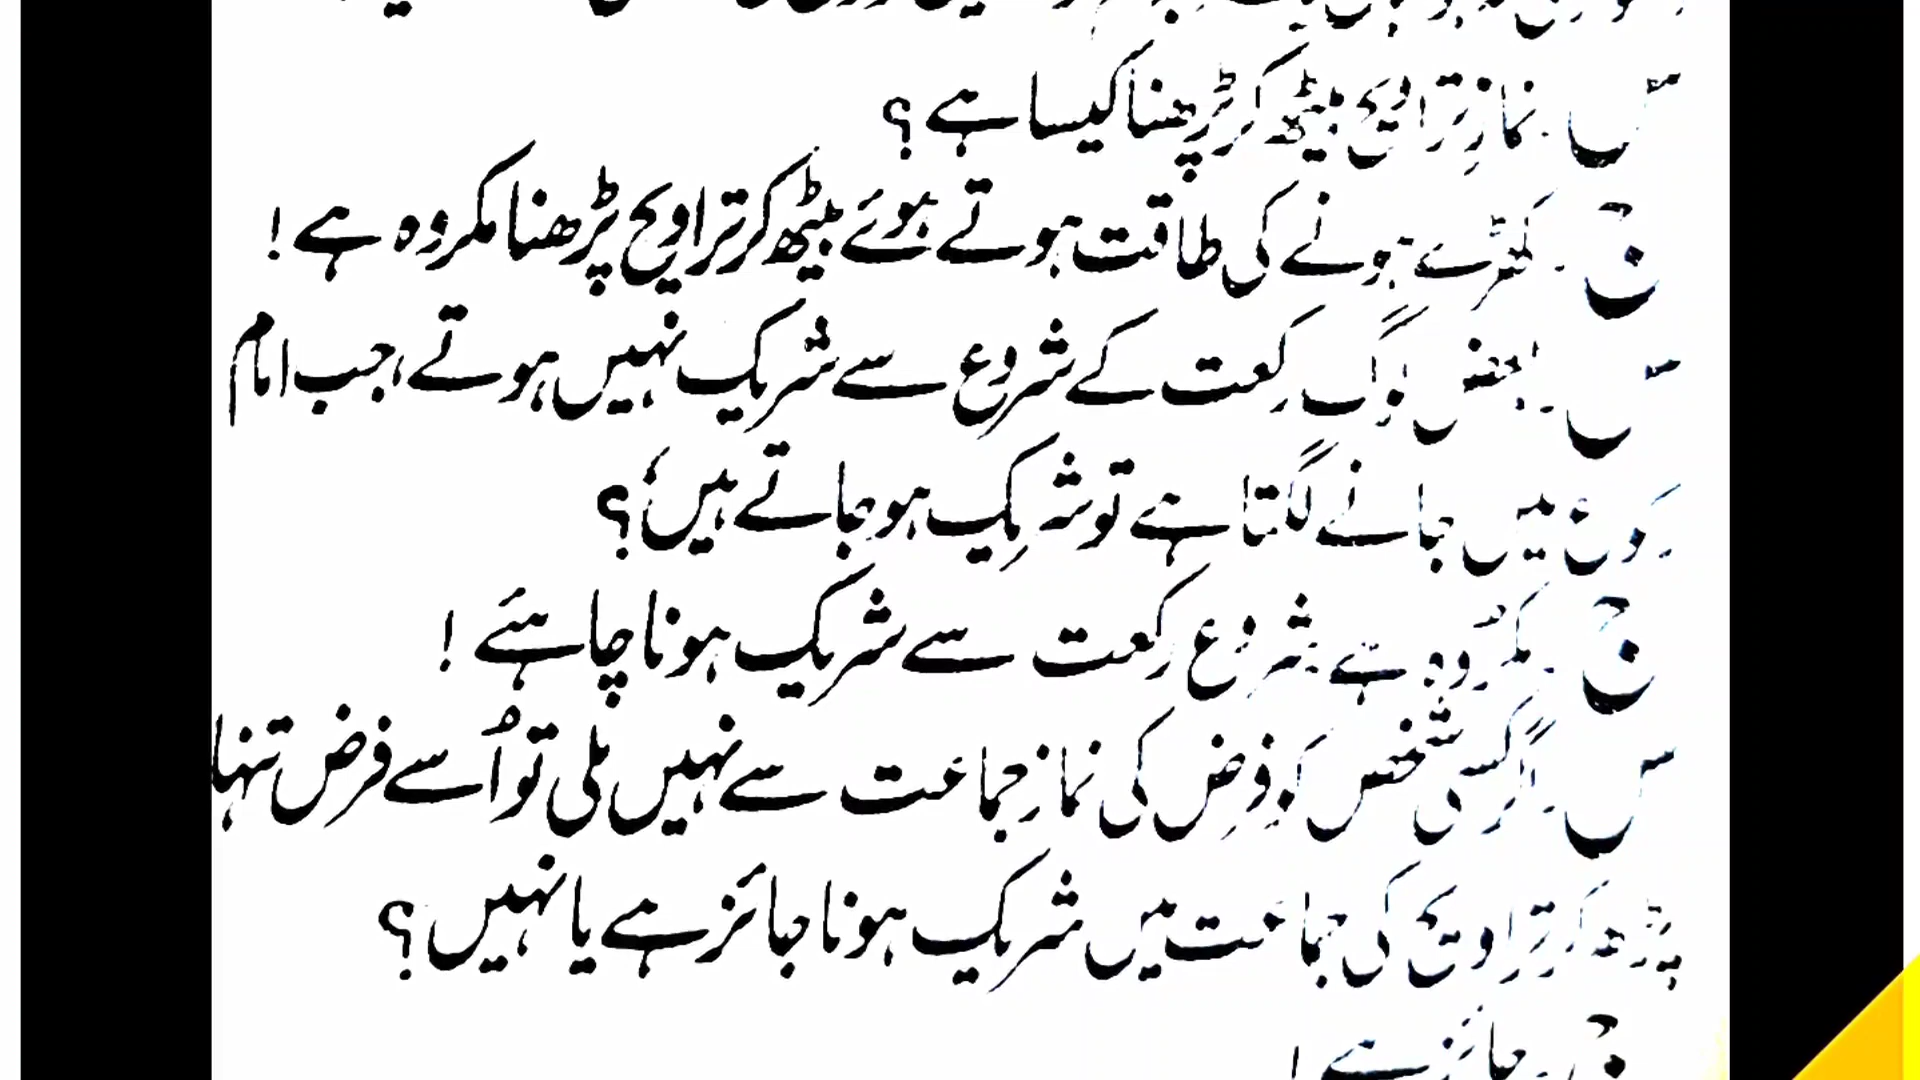 س. نمازِ تراویح بیٹھ کر پڑھنا کیسا ہے؟
ج. کھڑے ہونے کی طاقت ہوتے ہوئے بیٹھ کر تراویح پڑھنا مکروہ ہے!
س. بعض لوگ رکعت کے شروع سے شریک نہیں ہوتے، جب امام
رکوع میں جانے لگتا ہے تو شریک ہو جاتے ہیں؟
ج. مکروہ ہے شروع رکعت سے شریک ہونا چاہئے!
س. اگر کسی شخص کو فرض کی نماز جماعت سے نہیں ملی تو اُسے فرض تنہا
پڑھ کر تراویح کی جماعت میں شریک ہونا جائز ہے یا نہیں؟
ج. جائز ہے!